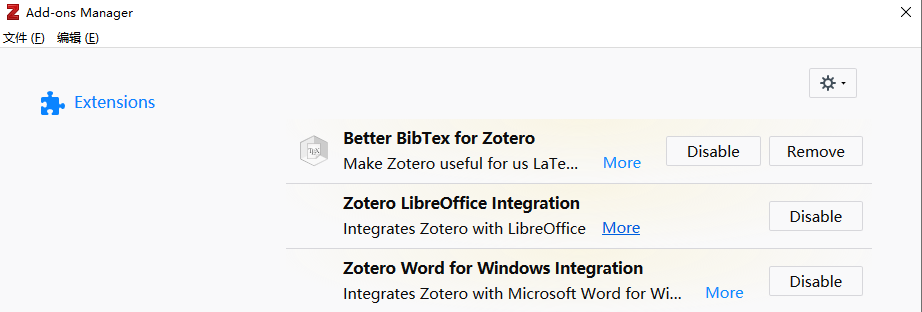 Add-ons Manager
文件 (F) 编辑 (E)
Extensions
Better BibTex for Zotero
Make Zotero useful for us LaTe... More
Disable
Remove
Zotero LibreOffice Integration
Integrates Zotero with LibreOffice More
Disable
Zotero Word for Windows Integration
Integrates Zotero with Microsoft Word for Wi... More
Disable